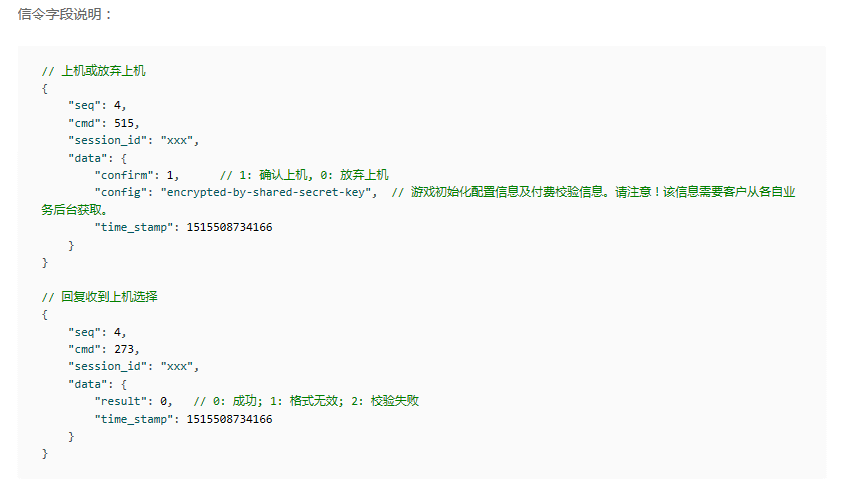 信令字段说明：
// 上机或放弃上机
{
    "seq": 4,
    "cmd": 515,
    "session_id": "xxx",
    "data": {
        "confirm": 1,      // 1: 确认上机, 0: 放弃上机
        "config": "encrypted-by-shared-secret-key",  // 游戏初始化配置信息及付费校验信息。请注意！该信息需要客户从各自业
务后台获取。
        "time_stamp": 1515508734166
    }
}
// 回复收到上机选择
{
    "seq": 4,
    "cmd": 273,
    "session_id": "xxx",
    "data": {
        "result": 0,   // 0: 成功; 1: 格式无效; 2: 校验失败
        "time_stamp": 1515508734166
    }
}